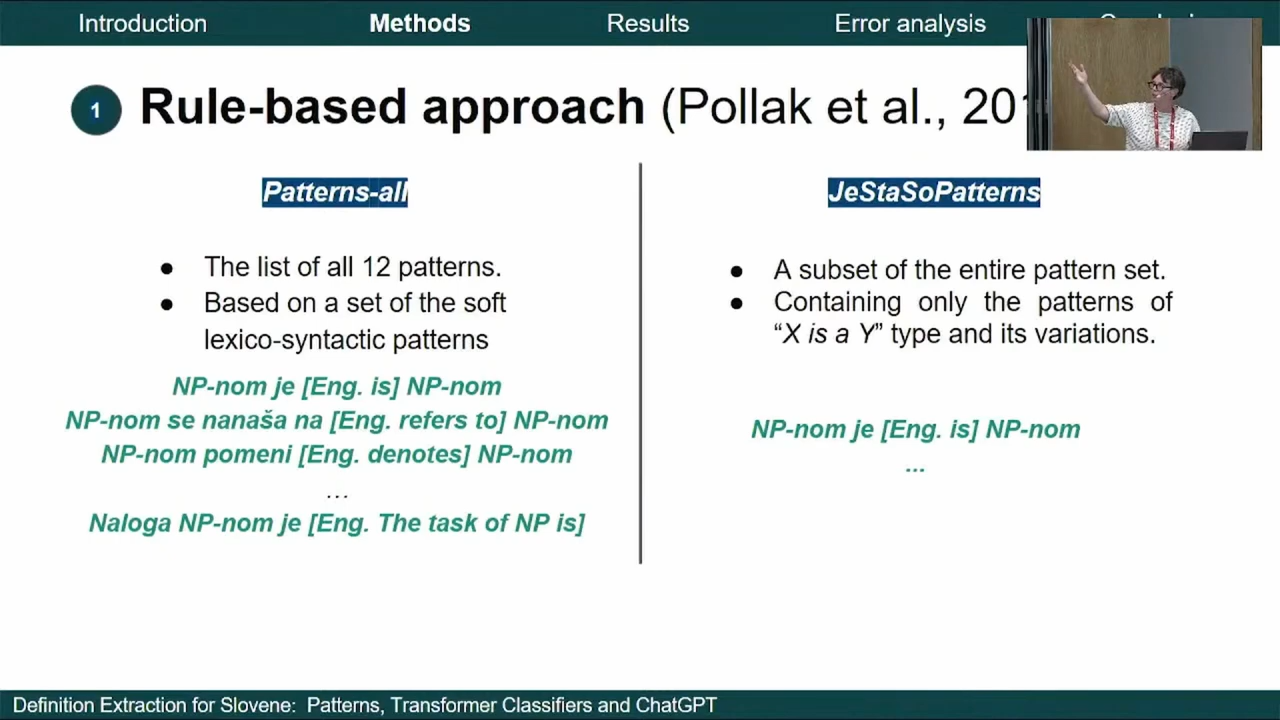 Introduction Methods Results Error analysis
1 Rule-based approach (Pollak et al.,
Patterns-all
● The list of all 12 patterns.
● Based on a set of the soft
lexico-syntactic patterns
NP-nom je [Eng. is] NP-nom
NP-nom se nanaša na [Eng. refers to] NP-nom
NP-nom pomeni [Eng. denotes] NP-nom
…
Naloga NP-nom je [Eng. The task of NP is]
JeStaSoPatterns
● A subset of the entire pattern set.
● Containing only the patterns of
“X is a Y” type and its variations.
NP-nom je [Eng. is] NP-nom
...
Definition Extraction for Slovene: Patterns, Transformer Classifiers and ChatGPT